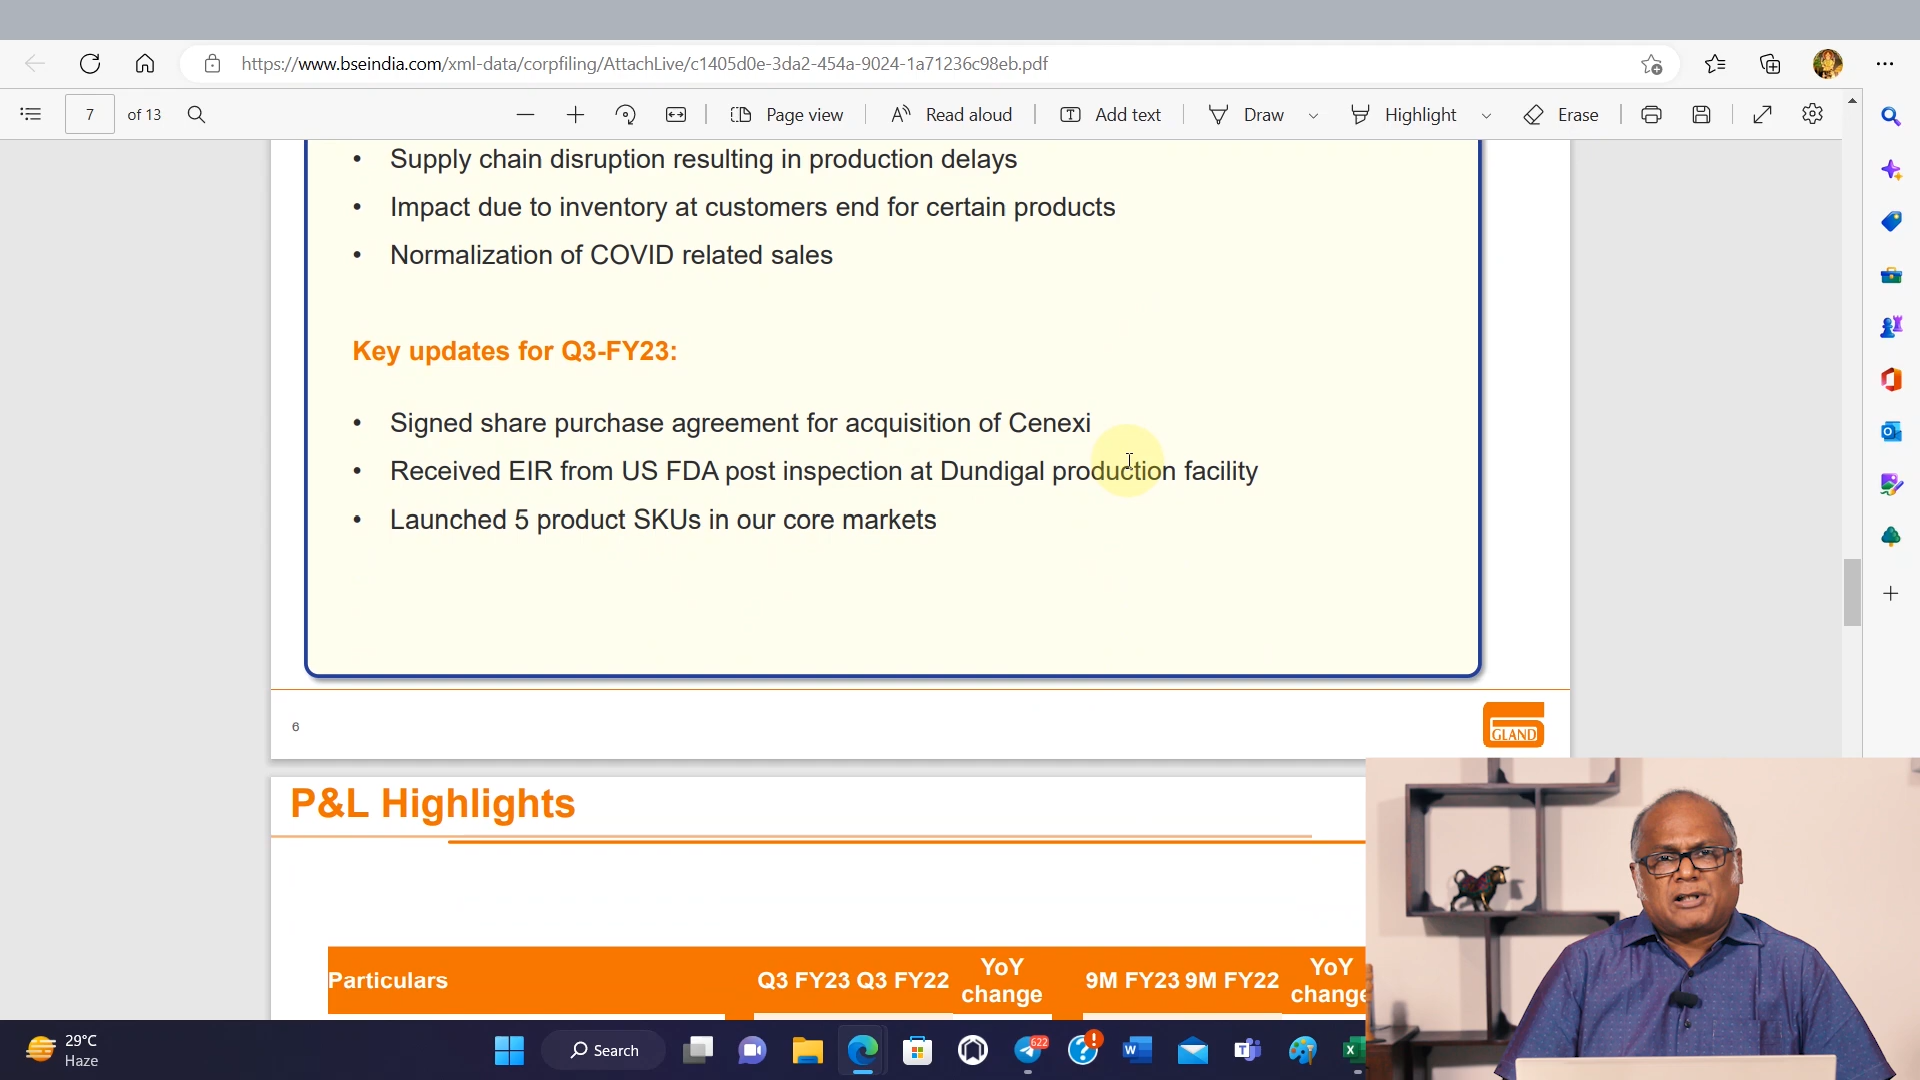 https://www.bseindia.com/xml-data/corpfiling/AttachLive/c1405d0e-3da2-454a-9024-1a71236c98eb.pdf
7 of 13 Page view Read aloud Add text Draw Highlight Erase
• Supply chain disruption resulting in production delays
• Impact due to inventory at customers end for certain products
• Normalization of COVID related sales
Key updates for Q3-FY23:
• Signed share purchase agreement for acquisition of Cenexi
• Received EIR from US FDA post inspection at Dundigal production facility
• Launched 5 product SKUs in our core markets
6
GLAND
P&L Highlights
Particulars Q3 FY23 Q3 FY22 YoY change 9M FY23 9M FY22 YoY change
29°C
Haze
Search
622